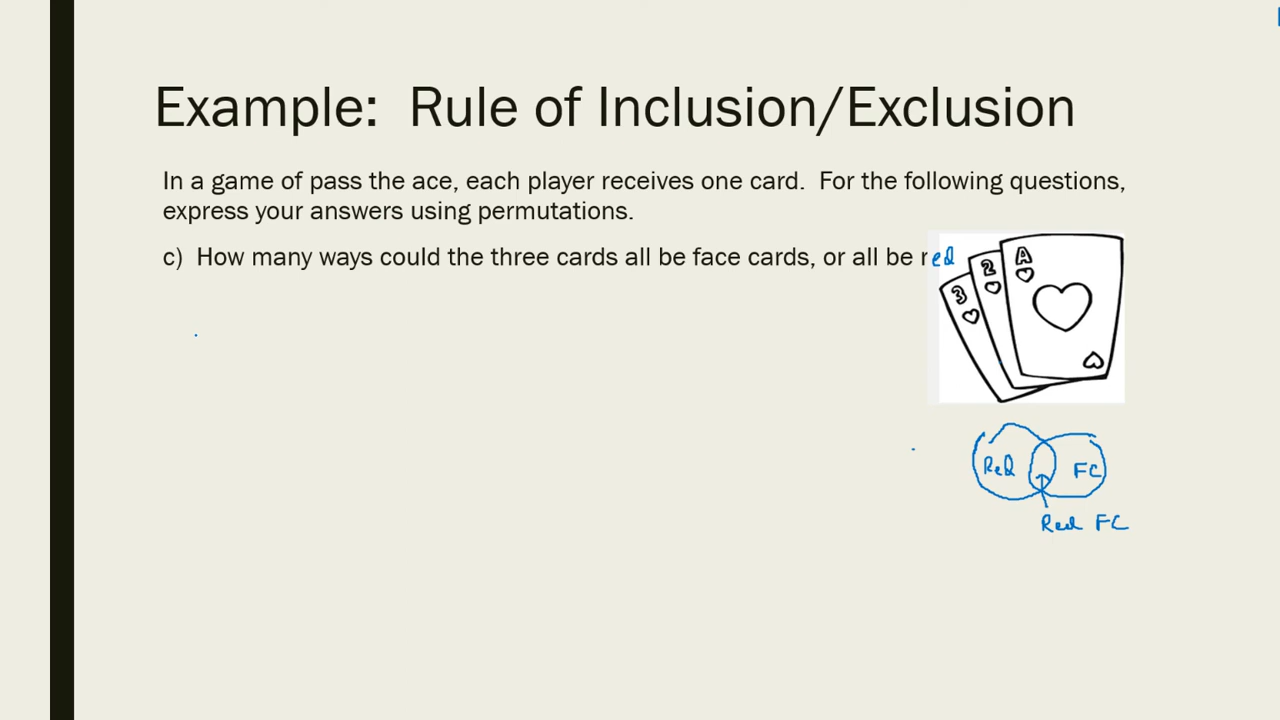 Example: Rule of Inclusion/Exclusion
In a game of pass the ace, each player receives one card. For the following questions,
express your answers using permutations.
c) How many ways could the three cards all be face cards, or all be red
A
2
3
Red
FC
Red FC